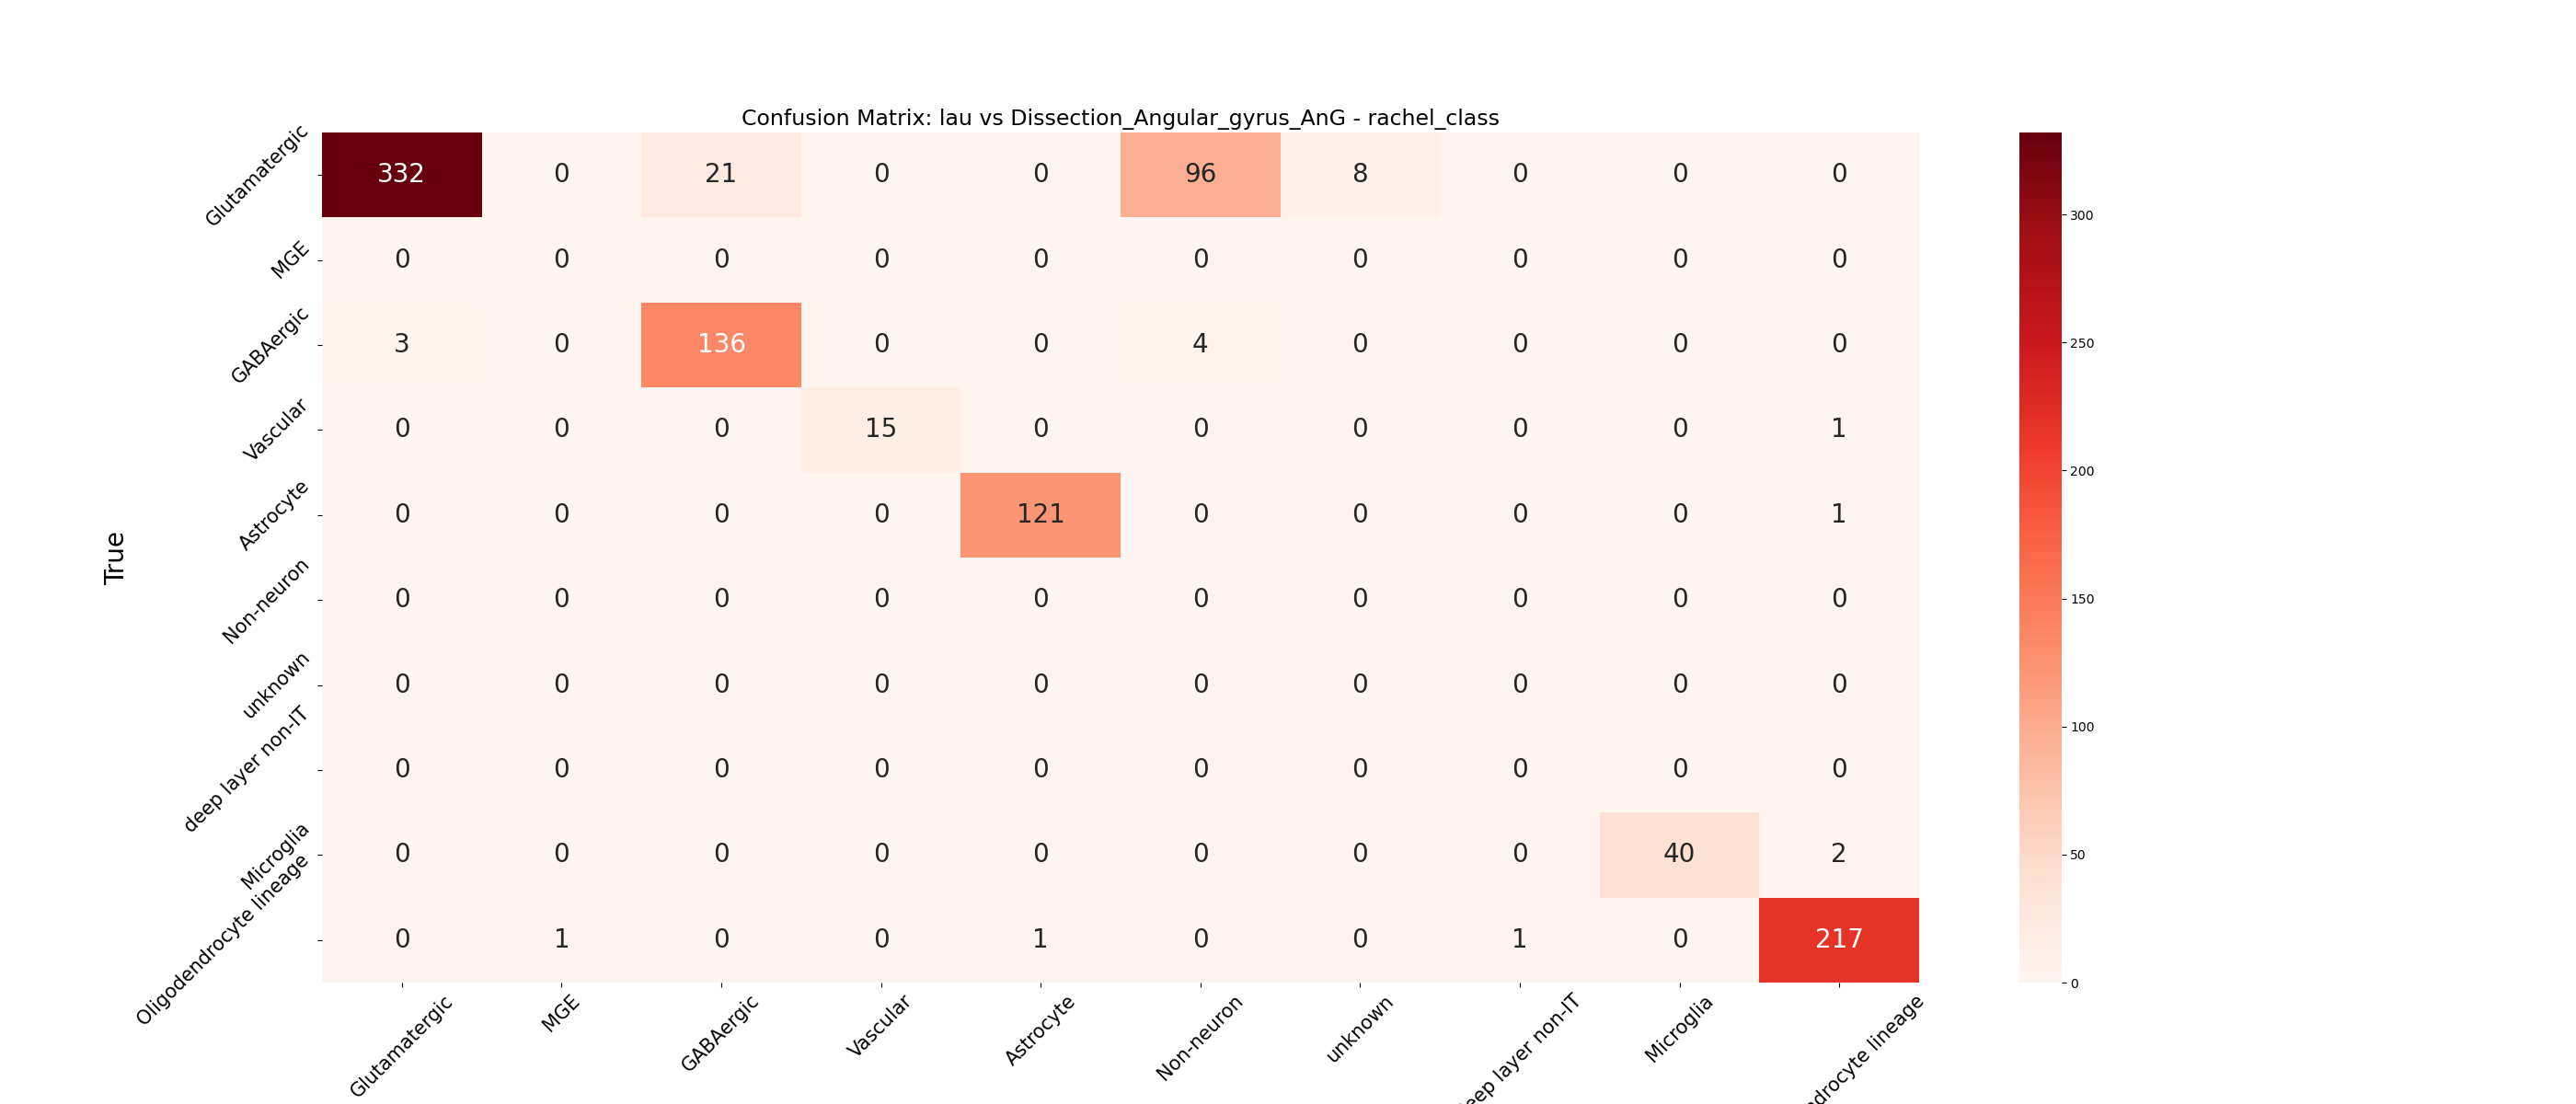 Confusion Matrix: lau vs Dissection_Angular_gyrus_AnG - rachel_class
True
Glutamatergic 332 0 21 0 0 96 8 0 0 0
MGE 0 0 0 0 0 0 0 0 0 0
GABAergic 3 0 136 0 0 4 0 0 0 0
Vascular 0 0 0 15 0 0 0 0 0 1
Astrocyte 0 0 0 0 121 0 0 0 0 1
Non-neuron 0 0 0 0 0 0 0 0 0 0
unknown 0 0 0 0 0 0 0 0 0 0
deep layer non-IT 0 0 0 0 0 0 0 0 0 0
Microglia 0 0 0 0 0 0 0 0 40 2
Oligodendrocyte lineage 0 1 0 0 1 0 0 1 0 217
Glutamatergic MGE GABAergic Vascular Astrocyte Non-neuron unknown eep layer non-IT Microglia drocyte lineage
300
250
200
150
100
50
0